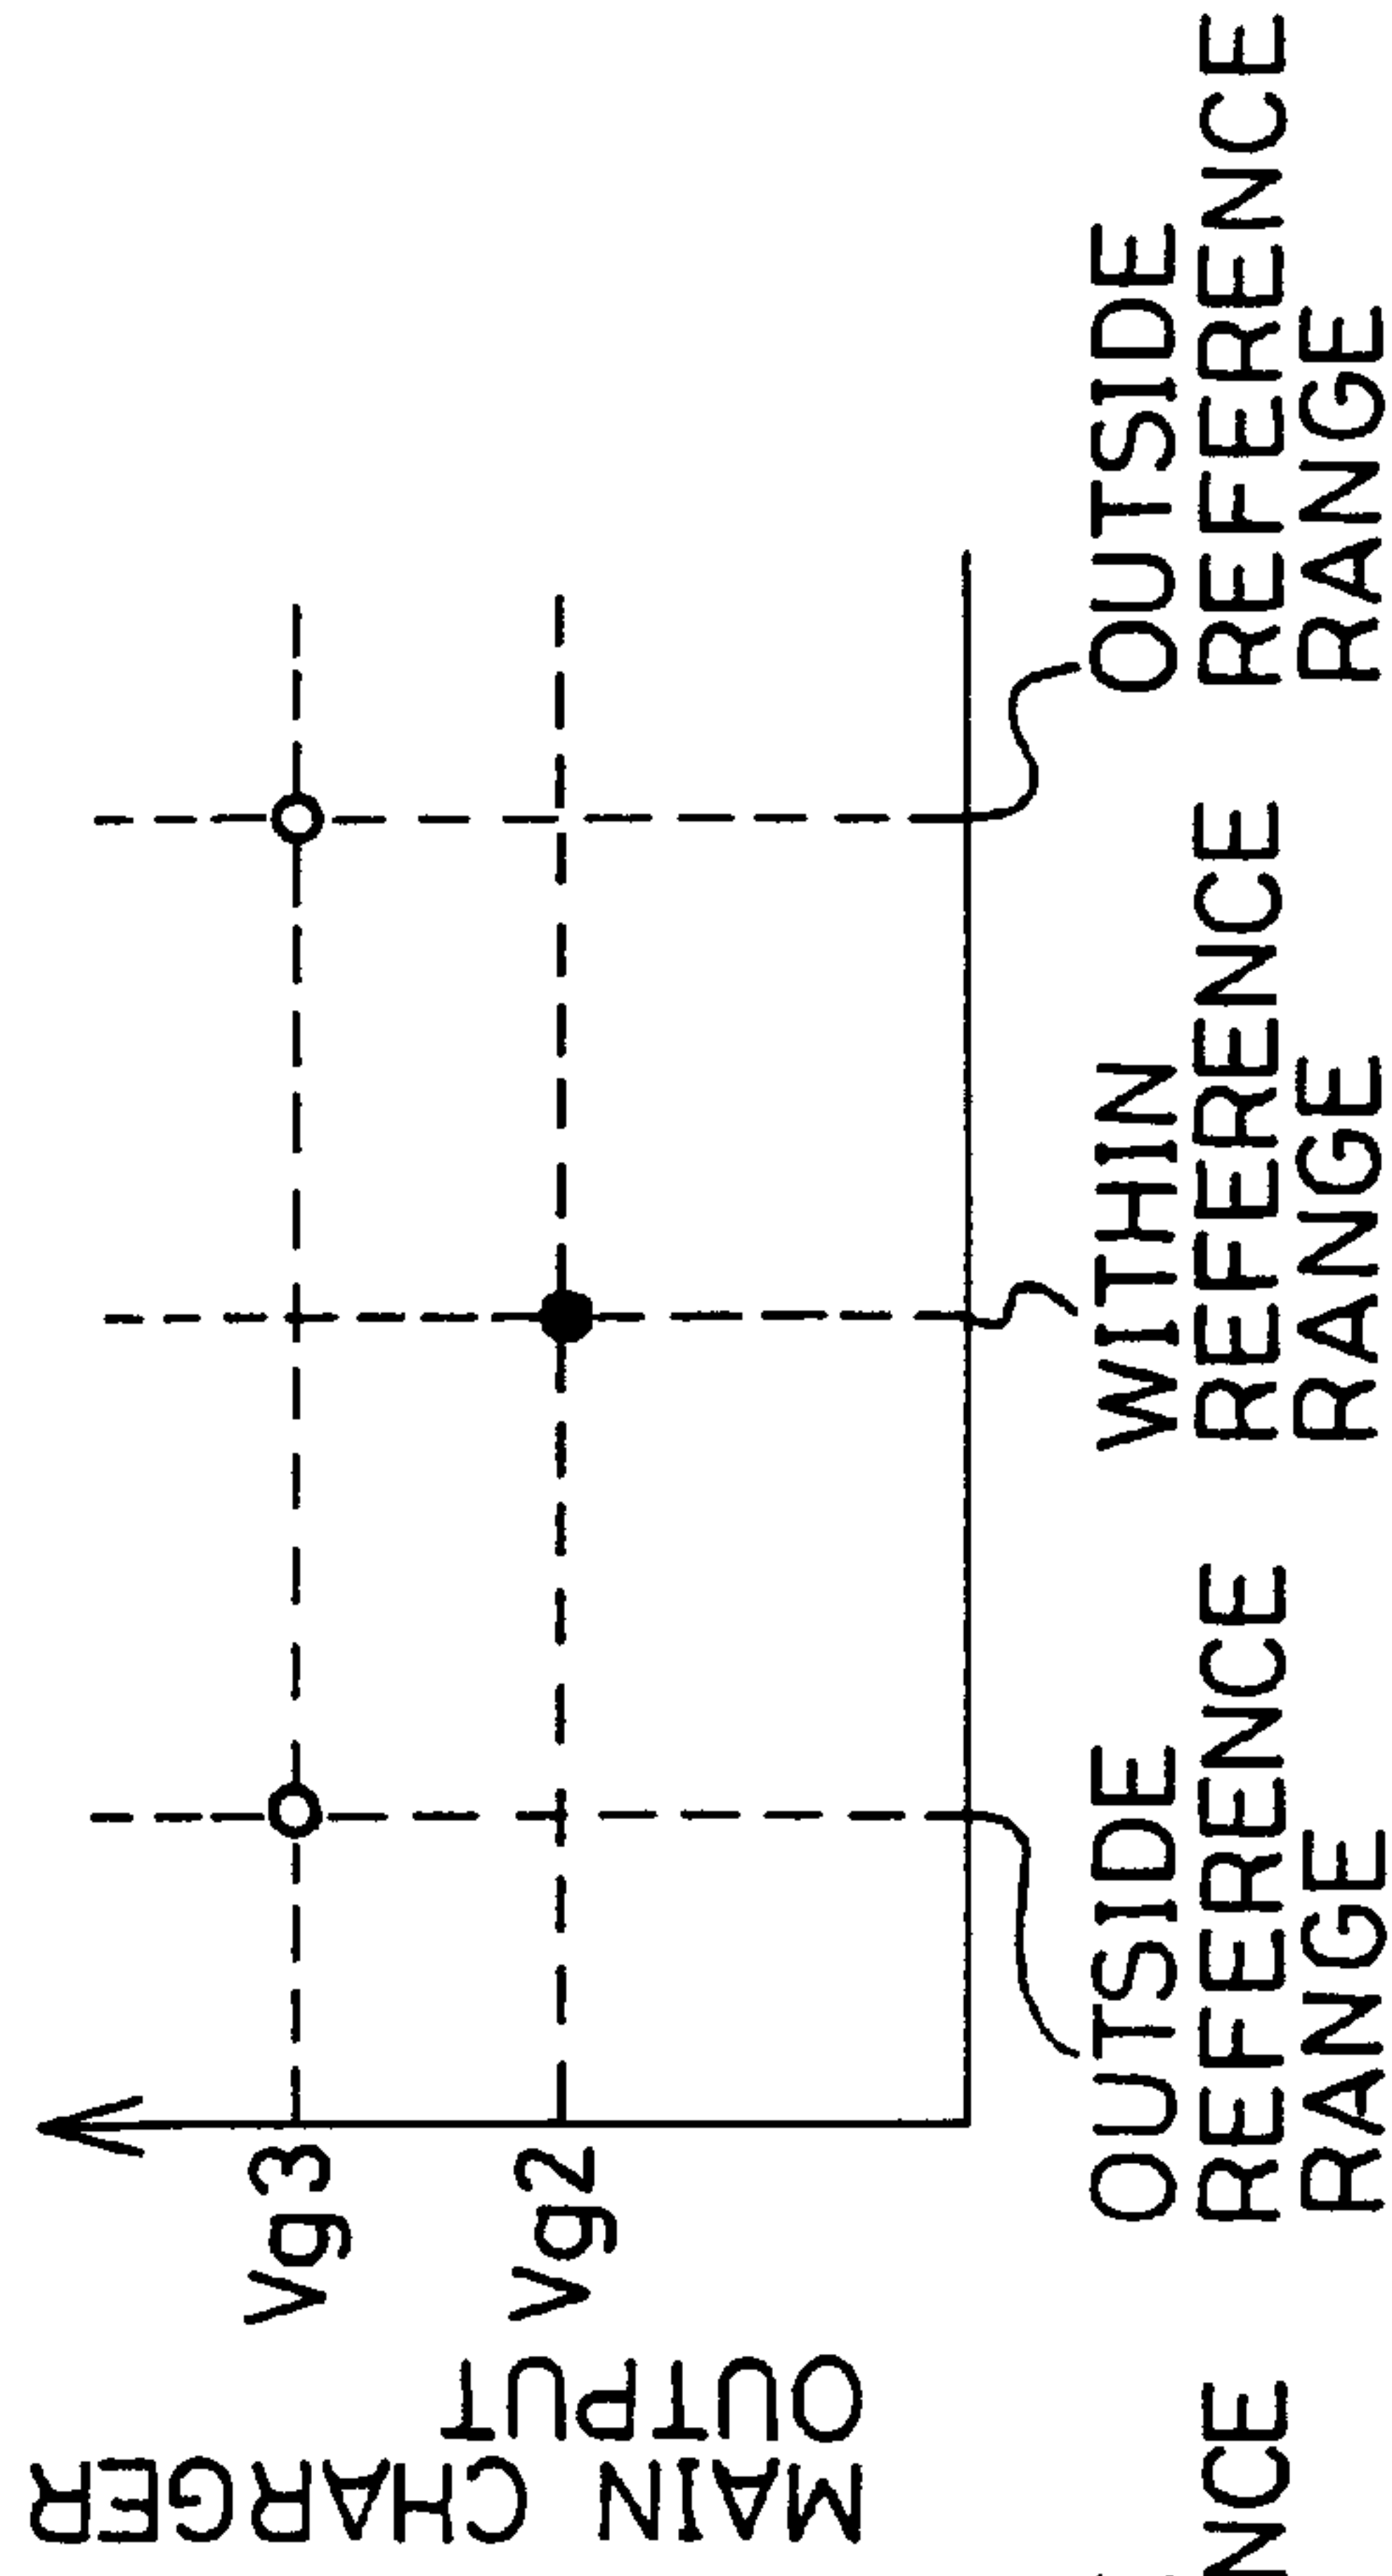 MAIN CHARGER
OUTPUT
Vg3
Vg2
OUTSIDE
REFERENCE
RANGE
WITHIN
REFERENCE
RANGE
OUTSIDE
REFERENCE
RANGE